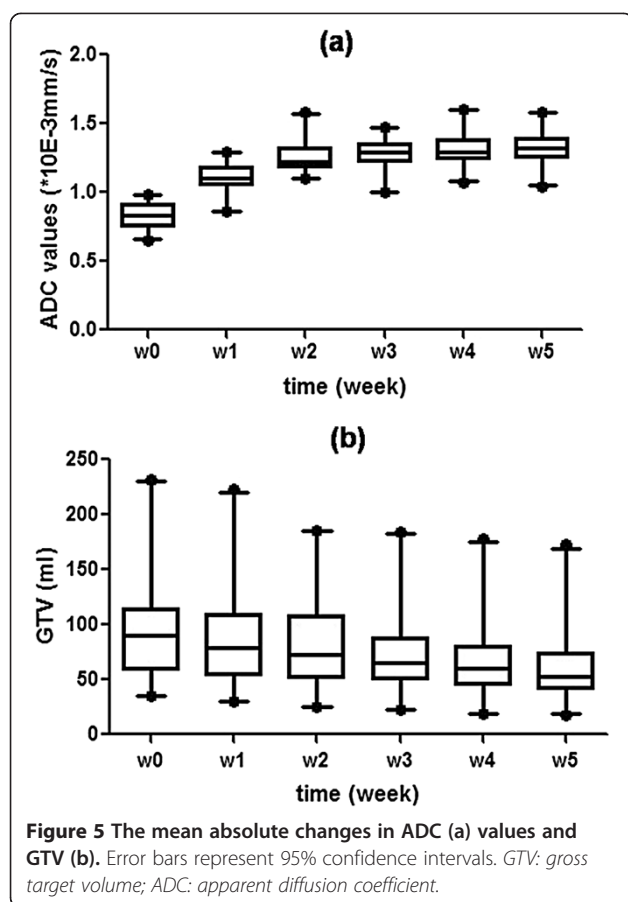 (a)
ADC values (*10E-3mm/s)
2.0
1.5
1.0
0.5
0.0
w0 w1 w2 w3 w4 w5
time (week)
(b)
GTV (ml)
250
200
150
100
50
0
w0 w1 w2 w3 w4 w5
time (week)
Figure 5 The mean absolute changes in ADC (a) values and
GTV (b). Error bars represent 95% confidence intervals. GTV: gross
target volume; ADC: apparent diffusion coefficient.